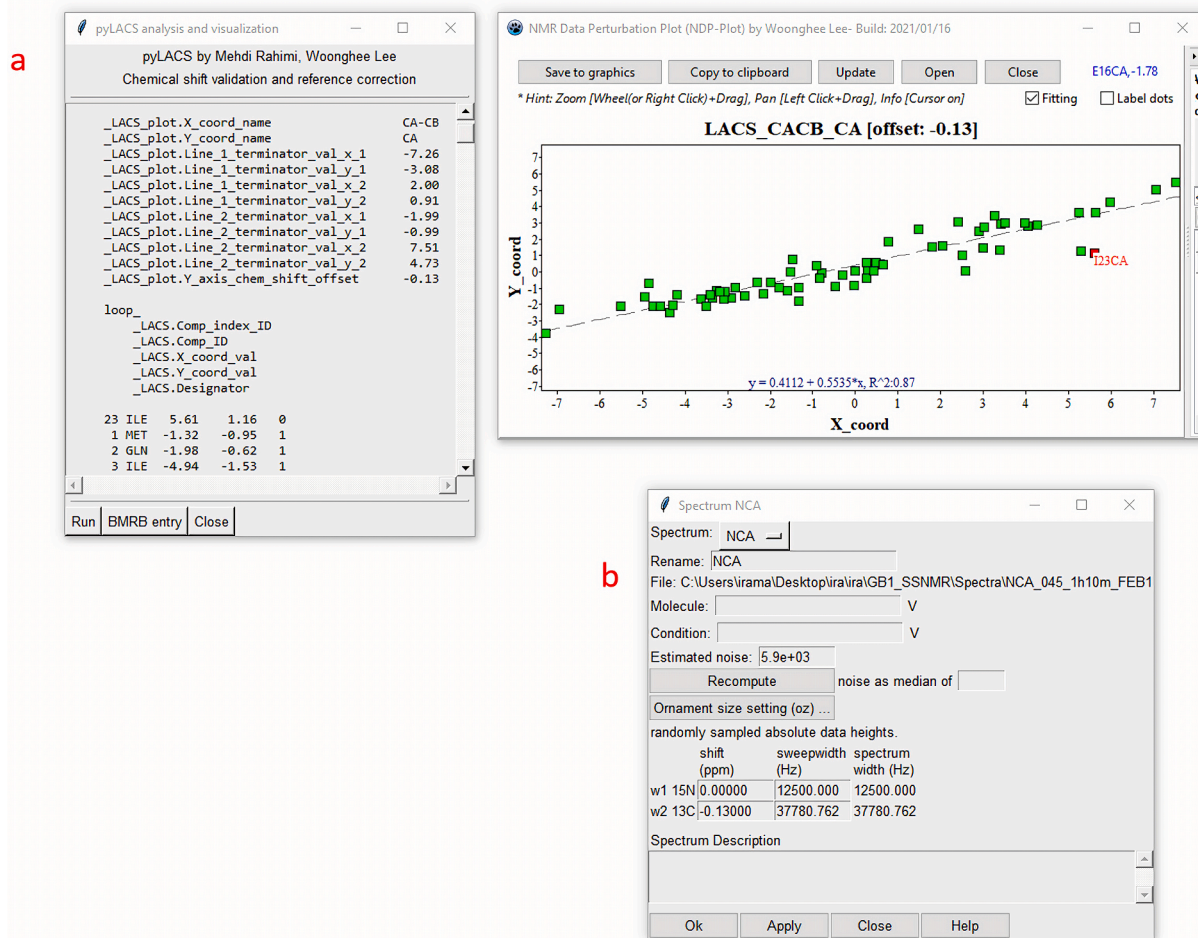 a
pyLACS analysis and visualization
pyLACS by Mehdi Rahimi, Woonghee Lee
Chemical shift validation and reference correction
_LACS_plot.X_coord_name CA-CB
_LACS_plot.Y_coord_name CA
_LACS_plot.Line_1_terminator_val_x_1 -7.26
_LACS_plot.Line_1_terminator_val_y_1 -3.08
_LACS_plot.Line_1_terminator_val_x_2 2.00
_LACS_plot.Line_1_terminator_val_y_2 0.91
_LACS_plot.Line_2_terminator_val_x_1 -1.99
_LACS_plot.Line_2_terminator_val_y_1 -0.99
_LACS_plot.Line_2_terminator_val_x_2 7.51
_LACS_plot.Line_2_terminator_val_y_2 4.73
_LACS_plot.Y_axis_chem_shift_offset -0.13
loop_
_LACS.Comp_index_ID
_LACS.Comp_ID
_LACS.X_coord_val
_LACS.Y_coord_val
_LACS.Designator
23 ILE 5.61 1.16 0
1 MET -1.32 -0.95 1
2 GLN -1.98 -0.62 1
3 ILE -4.94 -1.53 1
Run BMRB entry Close
NMR Data Perturbation Plot (NDP-Plot) by Woonghee Lee- Build: 2021/01/16
Save to graphics Copy to clipboard Update Open Close E16CA,-1.78
* Hint: Zoom [Wheel(or Right Click)+Drag], Pan [Left Click+Drag], Info [Cursor on] Fitting Label dots
LACS_CACB_CA [offset: -0.13]
7
6
5
4
3
2
1
0
-1
-2
-3
-4
-5
-6
-7
Y_coord
I23CA
y = 0.4112 + 0.5535*x, R^2:0.87
-7 -6 -5 -4 -3 -2 -1 0 1 2 3 4 5 6 7
X_coord
b
Spectrum NCA
Spectrum: NCA
Rename: NCA
File: C:\Users\irama\Desktop\ira\ira\GB1_SSNMR\Spectra\NCA_045_1h10m_FEB1
Molecule: V
Condition: V
Estimated noise: 5.9e+03
Recompute noise as median of
Ornament size setting (oz) ...
randomly sampled absolute data heights.
shift sweepwidth spectrum
(ppm) (Hz) width (Hz)
w1 15N 0.00000 12500.000 12500.000
w2 13C -0.13000 37780.762 37780.762
Spectrum Description
Ok Apply Close Help